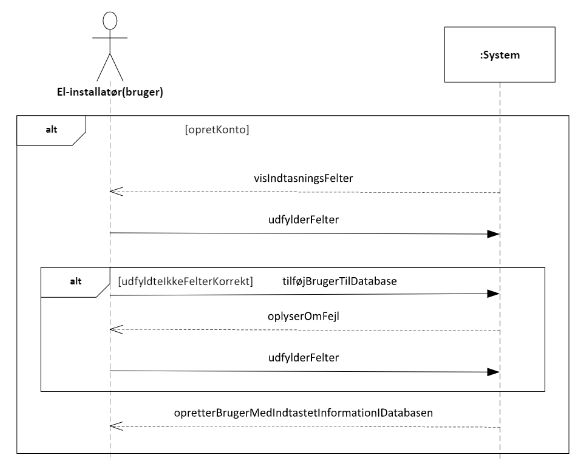 :System
El-installatør(bruger)
alt [opretKonto]
visIndtasningsFelter
udfylderFelter
alt [udfyldteIkkeFelterKorrekt] tilføjBrugerTilDatabase
oplyserOmFejl
udfylderFelter
opretterBrugerMedIndtastetInformationIDatabasen